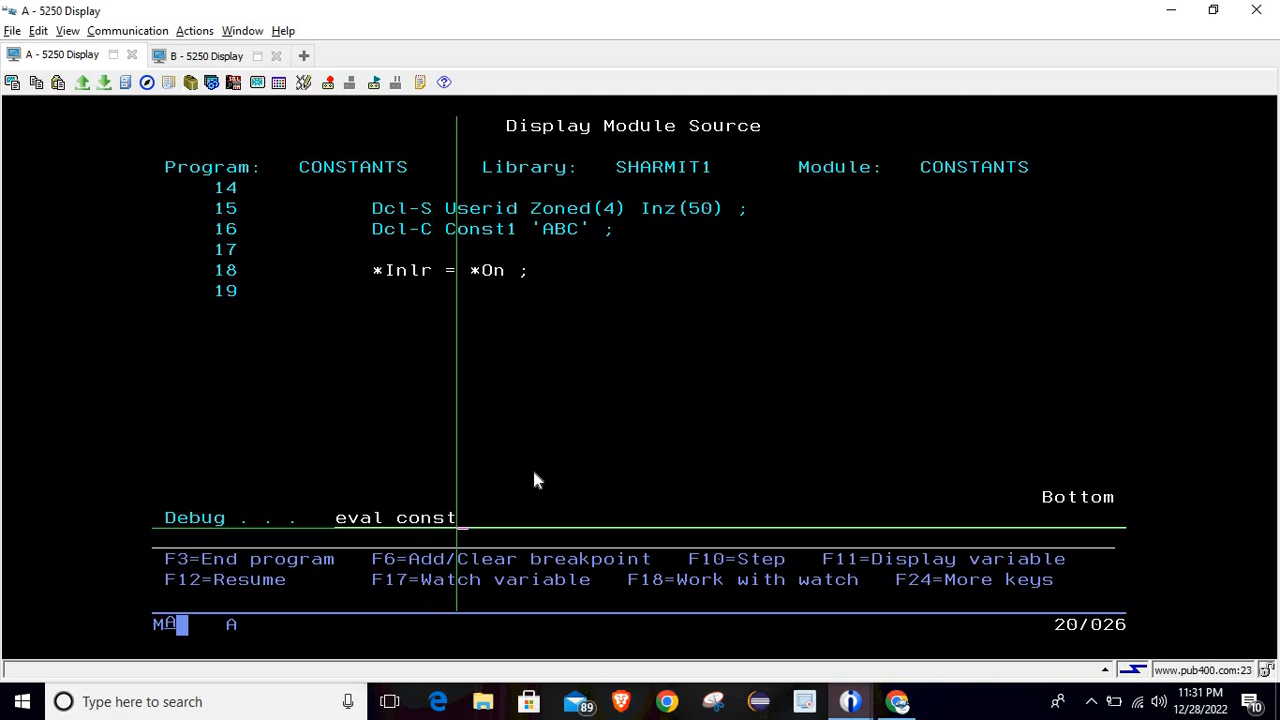 A - 5250 Display
File Edit View Communication Actions Window Help
A - 5250 Display B - 5250 Display
Display Module Source
Program: CONSTANTS Library: SHARMIT1 Module: CONSTANTS
14
15 Dcl-S Userid Zoned(4) Inz(50) ;
16 Dcl-C Const1 'ABC' ;
17
18 *Inlr = *On ;
19
Bottom
Debug . . . eval const_
F3=End program F6=Add/Clear breakpoint F10=Step F11=Display variable
F12=Resume F17=Watch variable F18=Work with watch F24=More keys
MA A 20/026
www.pub400.com:23
Type here to search 89 11:31 PM
12/28/2022 10